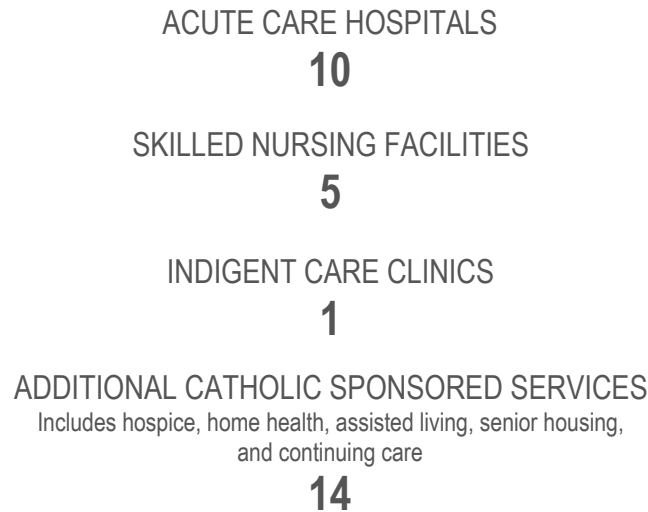 ACUTE CARE HOSPITALS
10
SKILLED NURSING FACILITIES
5
INDIGENT CARE CLINICS
1
ADDITIONAL CATHOLIC SPONSORED SERVICES
Includes hospice, home health, assisted living, senior housing,
and continuing care
14